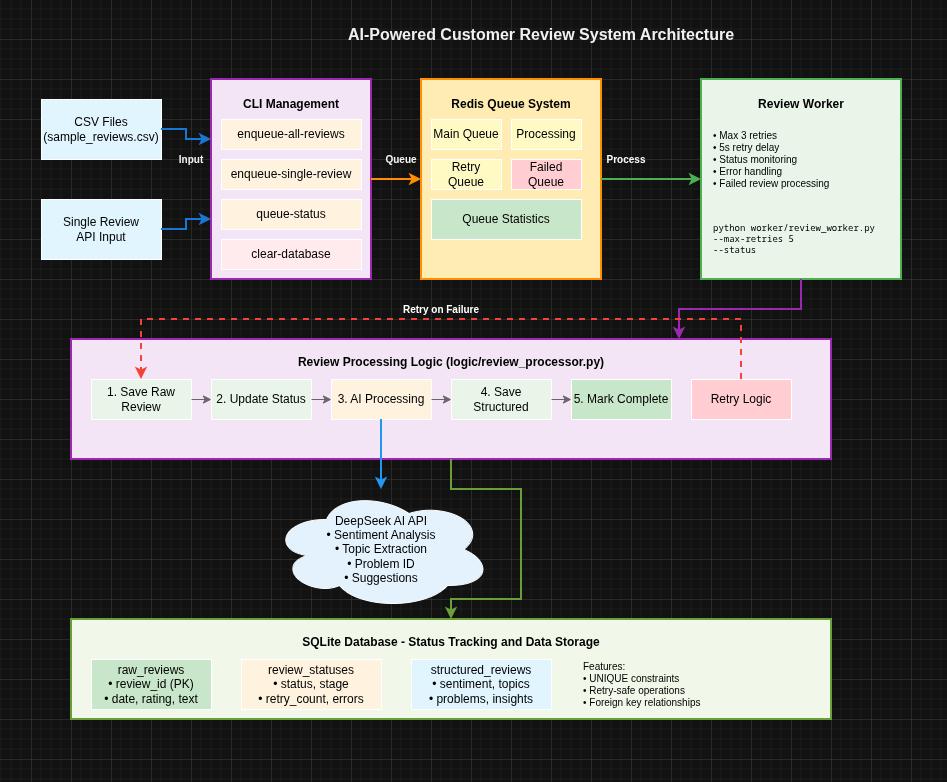 AI-Powered Customer Review System Architecture
CSV Files
(sample_reviews.csv)
Single Review
API Input
Input
CLI Management
enqueue-all-reviews
enqueue-single-review
queue-status
clear-database
Queue
Redis Queue System
Main Queue
Processing
Retry
Queue
Failed
Queue
Queue Statistics
Process
Review Worker
• Max 3 retries
• 5s retry delay
• Status monitoring
• Error handling
• Failed review processing
python worker/review_worker.py
--max-retries 5
--status
Retry on Failure
Review Processing Logic (logic/review_processor.py)
1. Save Raw
Review
2. Update Status
3. AI Processing
4. Save
Structured
5. Mark Complete
Retry Logic
DeepSeek AI API
• Sentiment Analysis
• Topic Extraction
• Problem ID
• Suggestions
SQLite Database - Status Tracking and Data Storage
raw_reviews
• review_id (PK)
• date, rating, text
review_statuses
• status, stage
• retry_count, errors
structured_reviews
• sentiment, topics
• problems, insights
Features:
• UNIQUE constraints
• Retry-safe operations
• Foreign key relationships